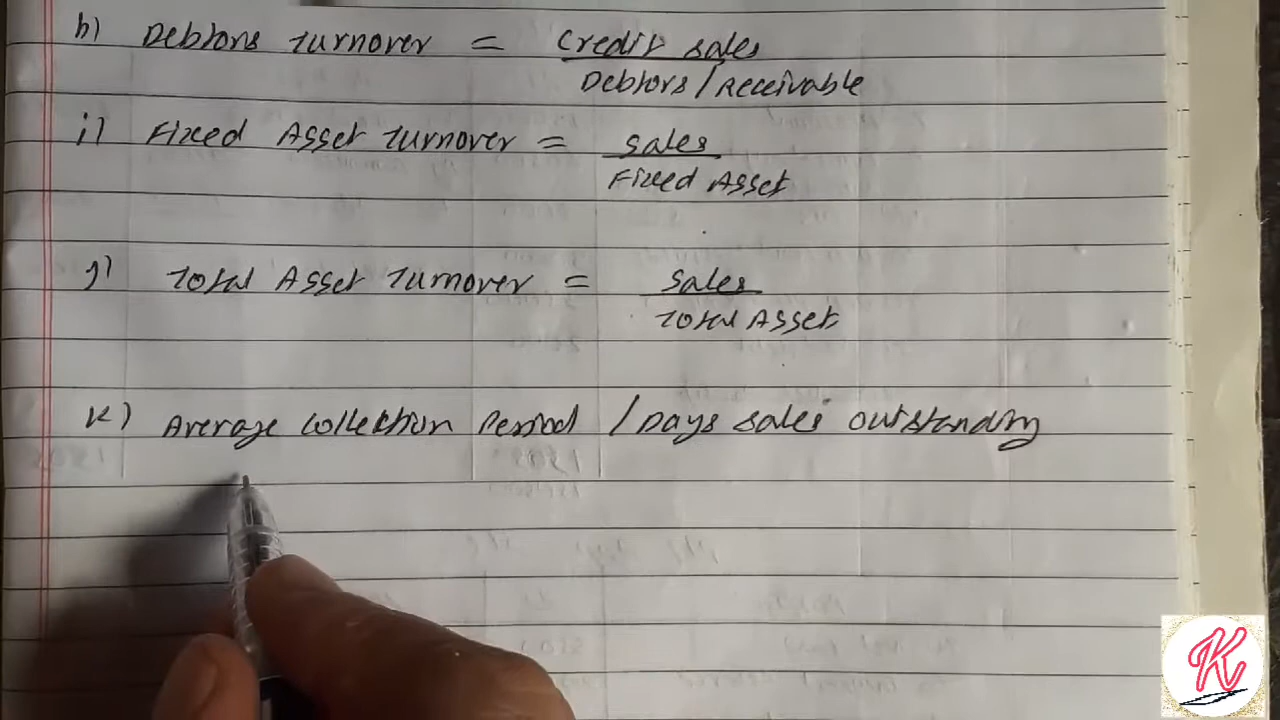 h) Debtors Turnover = Credit sales
Debtors / Receivable
i) Fixed Asset Turnover = Sales
Fixed Asset
j) Total Asset Turnover = Sales
Total Assets
K) Average Collection Period / Days sales outstanding
K